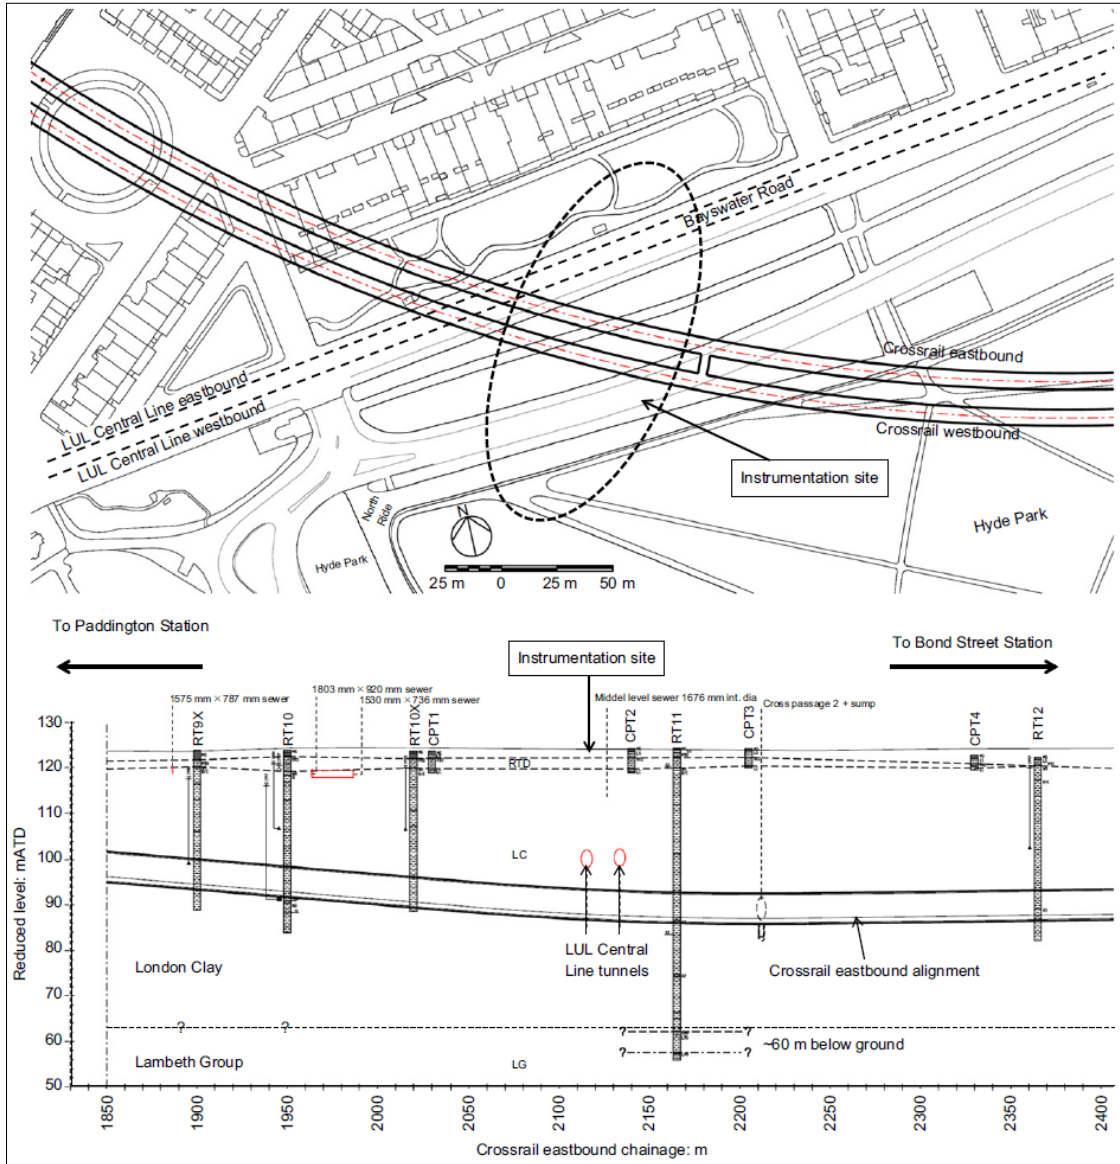 Bayswater Road
Crossrail eastbound
Crossrail westbound
LUL Central Line eastbound
LUL Central Line westbound
Instrumentation site
North
Ride
N
Hyde Park
Hyde Park
25 m 0 25 m 50 m
To Paddington Station
To Bond Street Station
Instrumentation site
1575 mm × 787 mm sewer
1803 mm × 920 mm sewer
1530 mm × 736 mm sewer
Middel level sewer 1676 mm int. dia
Cross passage 2 + sump
RT9X
RT10
RT10X
CPT1
CPT2
RT11
CPT3
CPT4
RT12
Reduced level: mATD
130
120
110
100
90
80
70
60
50
RTD
LC
LUL Central
Line tunnels
Crossrail eastbound alignment
London Clay
? ? ? ?
? ?
~60 m below ground
Lambeth Group
LG
1850
1900
1950
2000
2050
2100
2150
2200
2250
2300
2350
2400
Crossrail eastbound chainage: m